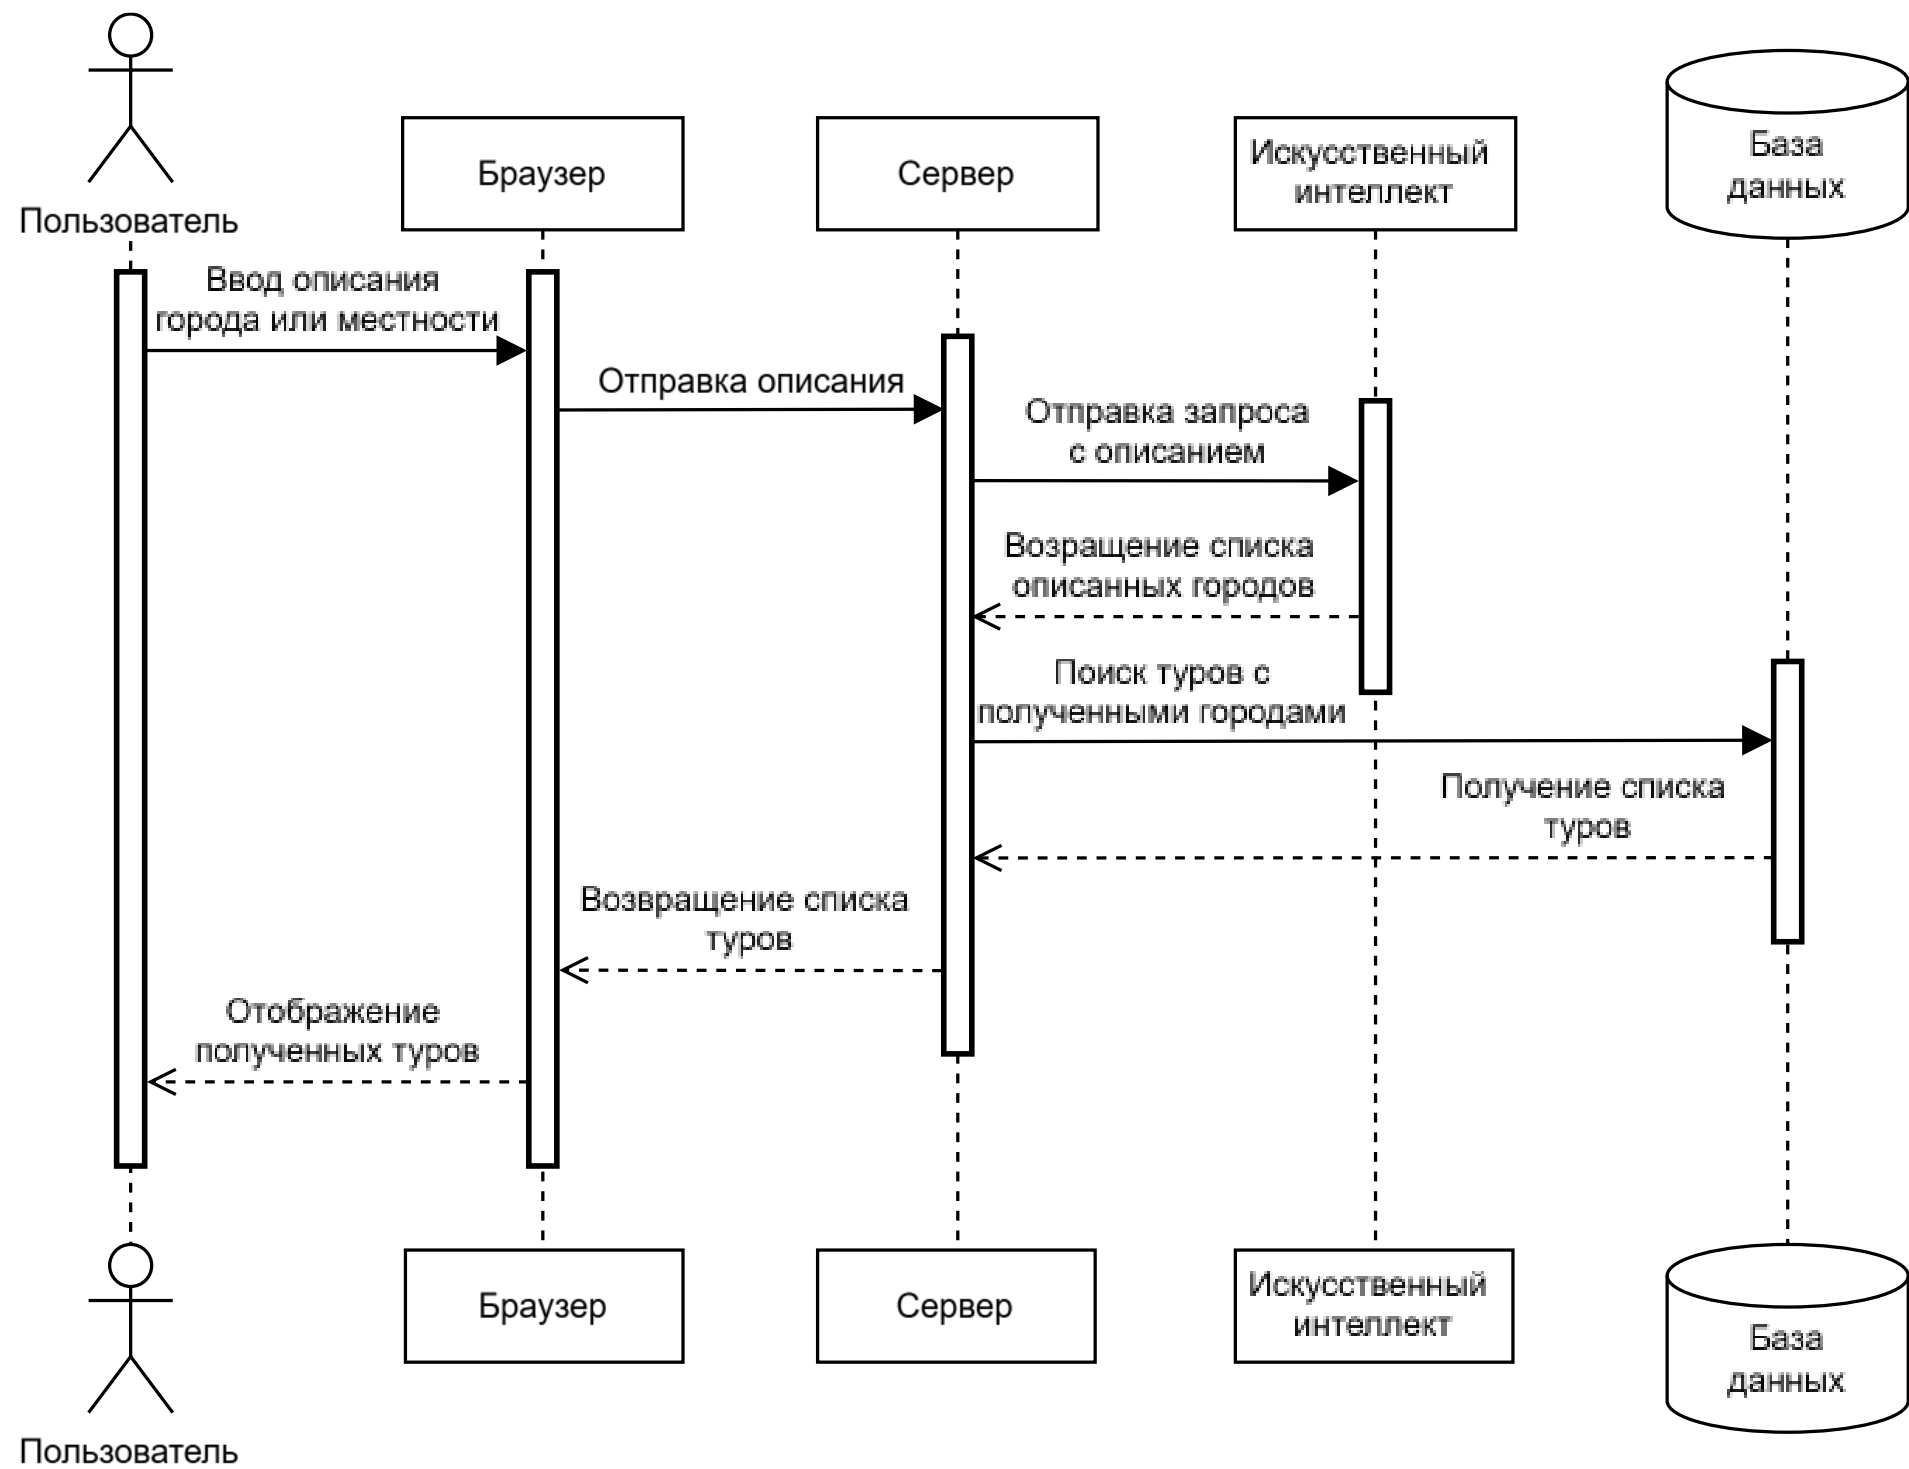 Пользователь
Браузер
Сервер
Искусственный
интеллект
База
данных
Ввод описания
города или местности
Отправка описания
Отправка запроса
с описанием
Возращение списка
описанных городов
Поиск туров с
полученными городами
Получение списка
туров
Возвращение списка
туров
Отображение
полученных туров
Пользователь
Браузер
Сервер
Искусственный
интеллект
База
данных